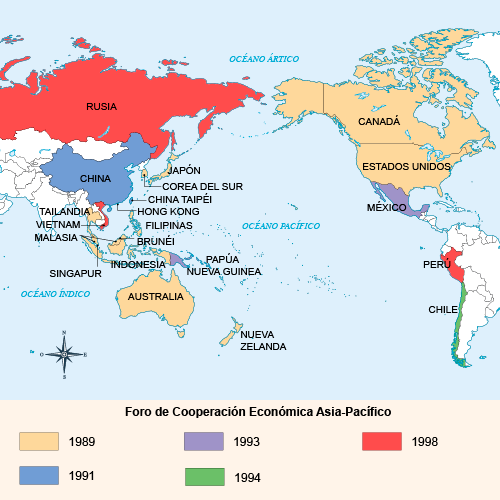 OCÉANO ÁRTICO
RUSIA
CANADÁ
ESTADOS UNIDOS
JAPÓN
CHINA
COREA DEL SUR
CHINA TAIPÉI
MÉXICO
TAILANDIA
HONG KONG
VIETNAM
FILIPINAS
OCÉANO PACÍFICO
MALASIA
BRUNÉI
INDONESIA
PAPÚA
NUEVA GUINEA
PERÚ
SINGAPUR
OCÉANO ÍNDICO
AUSTRALIA
CHILE
NUEVA
ZELANDA
Foro de Cooperación Económica Asia-Pacífico
1989
1993
1998
1991
1994